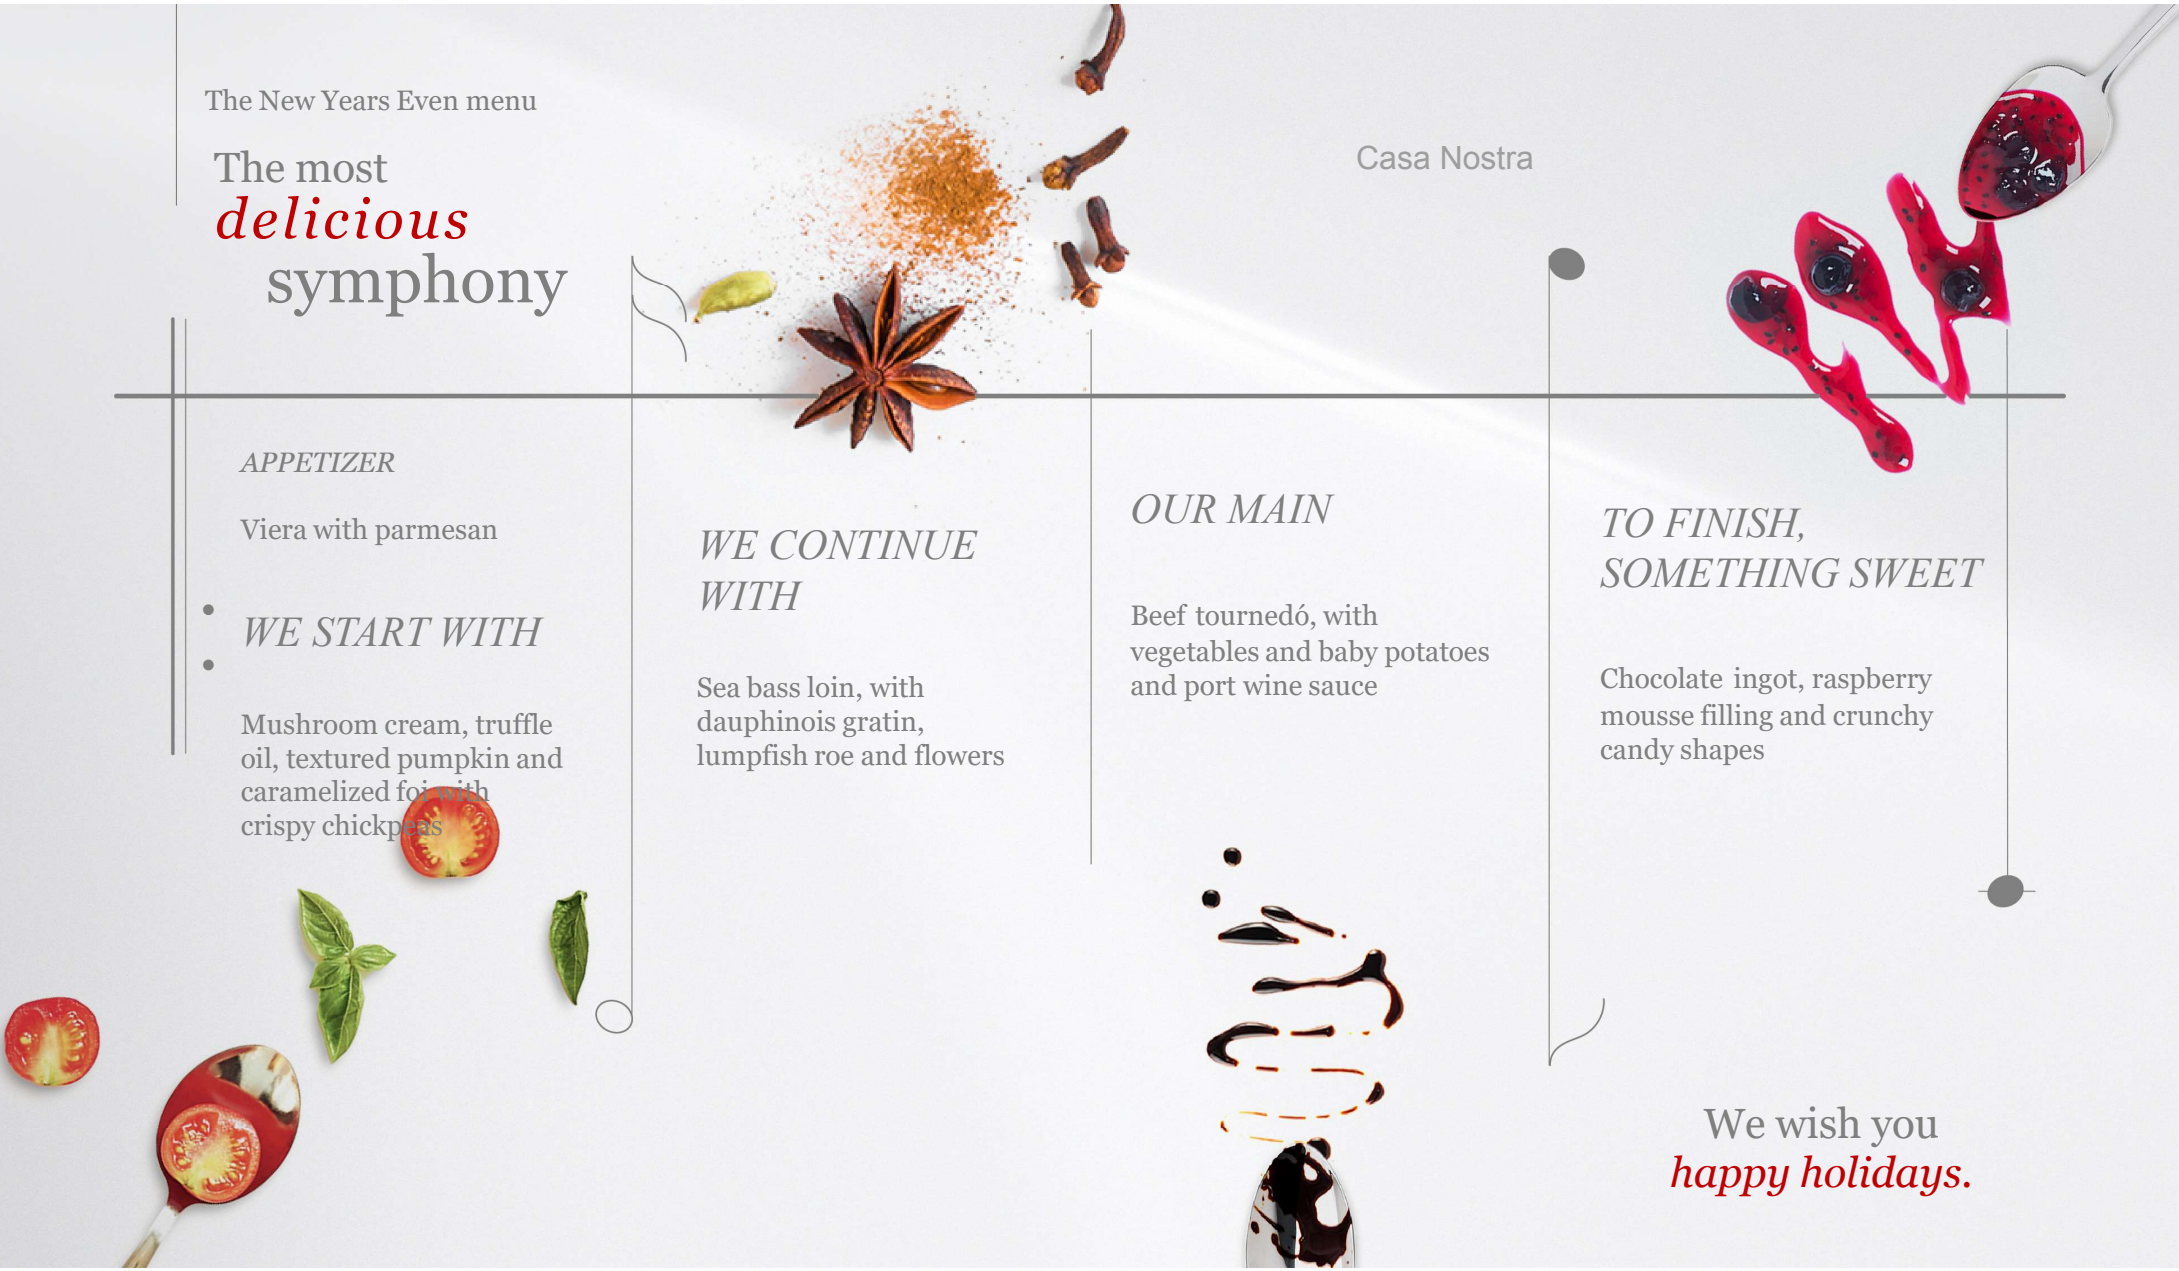 The New Years Even menu
The most
delicious
symphony
Casa Nostra
APPETIZER
Viera with parmesan
WE START WITH
Mushroom cream, truffle
oil, textured pumpkin and
caramelized foi with
crispy chickpeas
WE CONTINUE
WITH
Sea bass loin, with
dauphinois gratin,
lumpfish roe and flowers
OUR MAIN
Beef tournedó, with
vegetables and baby potatoes
and port wine sauce
TO FINISH,
SOMETHING SWEET
Chocolate ingot, raspberry
mousse filling and crunchy
candy shapes
We wish you
happy holidays.